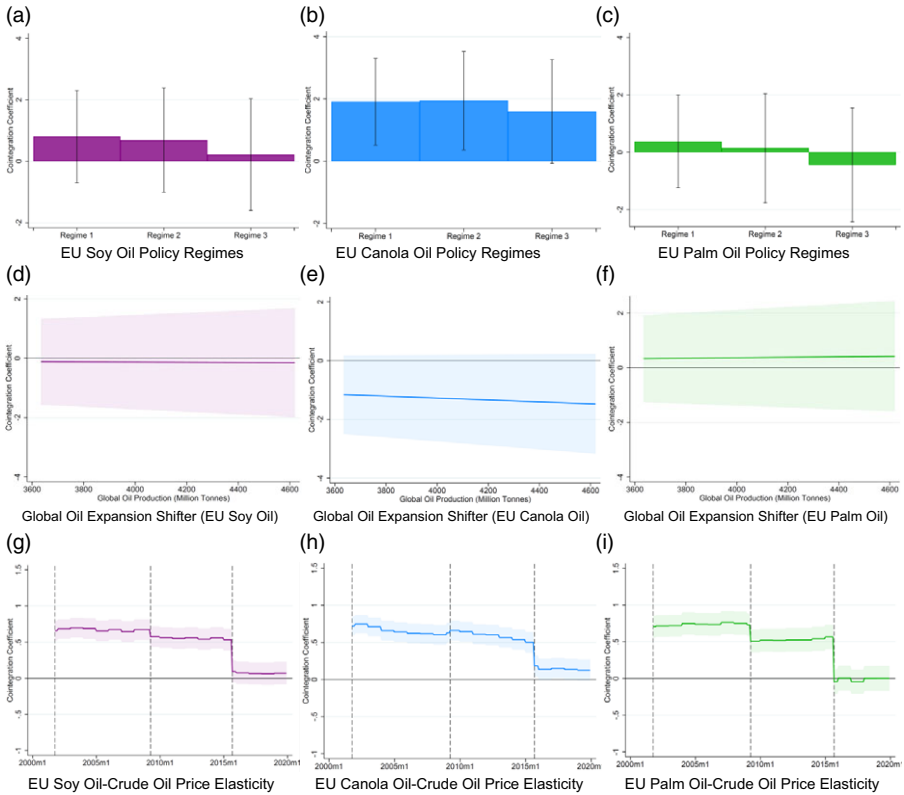 (a)
(b)
(c)
Cointegration Coefficient
4
2
0
-2
Regime 1 Regime 2 Regime 3
EU Soy Oil Policy Regimes
Cointegration Coefficient
4
2
0
-2
Regime 1 Regime 2 Regime 3
EU Canola Oil Policy Regimes
Cointegration Coefficient
4
2
0
-2
Regime 1 Regime 2 Regime 3
EU Palm Oil Policy Regimes
(d)
(e)
(f)
Cointegration Coefficient
2
0
-2
-4
3600 3800 4000 4200 4400 4600
Global Oil Production (Million Tonnes)
Global Oil Expansion Shifter (EU Soy Oil)
Cointegration Coefficient
2
0
-2
-4
3600 3800 4000 4200 4400 4600
Global Oil Production (Million Tonnes)
Global Oil Expansion Shifter (EU Canola Oil)
Cointegration Coefficient
2
0
-2
-4
3600 3800 4000 4200 4400 4600
Global Oil Production (Million Tonnes)
Global Oil Expansion Shifter (EU Palm Oil)
(g)
(h)
(i)
Cointegration Coefficient
1.5
1
.5
0
-.5
-1
2000m1 2005m1 2010m1 2015m1 2020m1
EU Soy Oil-Crude Oil Price Elasticity
Cointegration Coefficient
1.5
1
.5
0
-.5
-1
2000m1 2005m1 2010m1 2015m1 2020m1
EU Canola Oil-Crude Oil Price Elasticity
Cointegration Coefficient
1.5
1
.5
0
-.5
-1
2000m1 2005m1 2010m1 2015m1 2020m1
EU Palm Oil-Crude Oil Price Elasticity